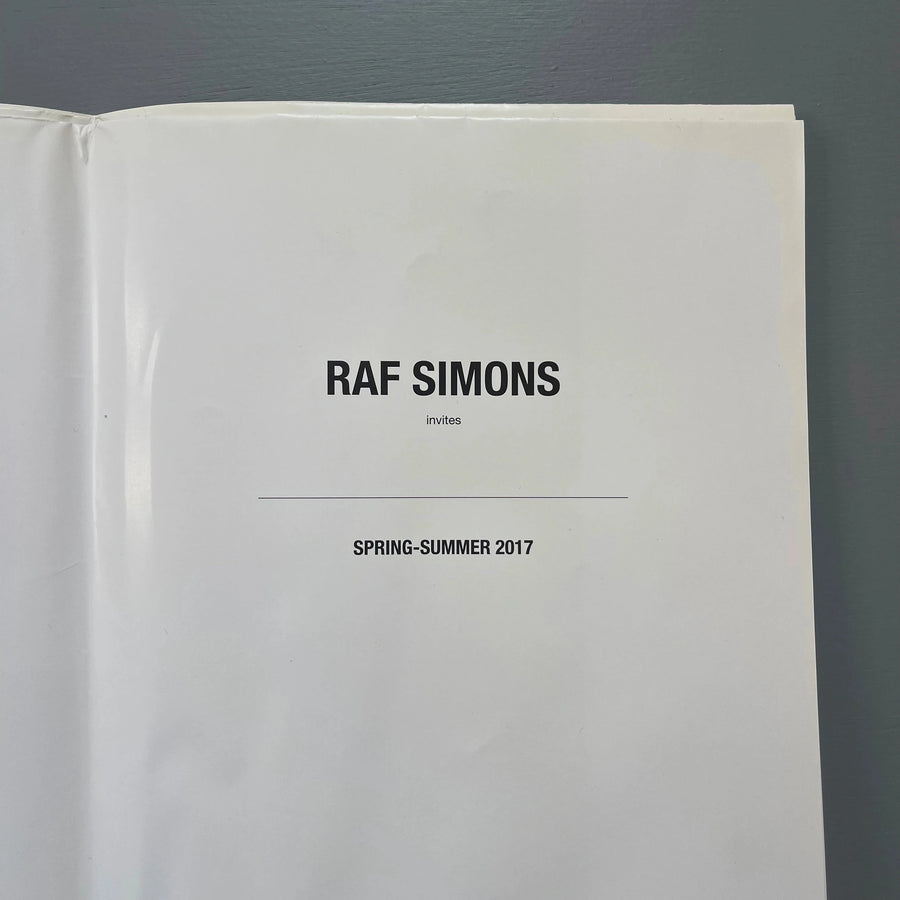 RAF SIMONS
invites
SPRING-SUMMER 2017